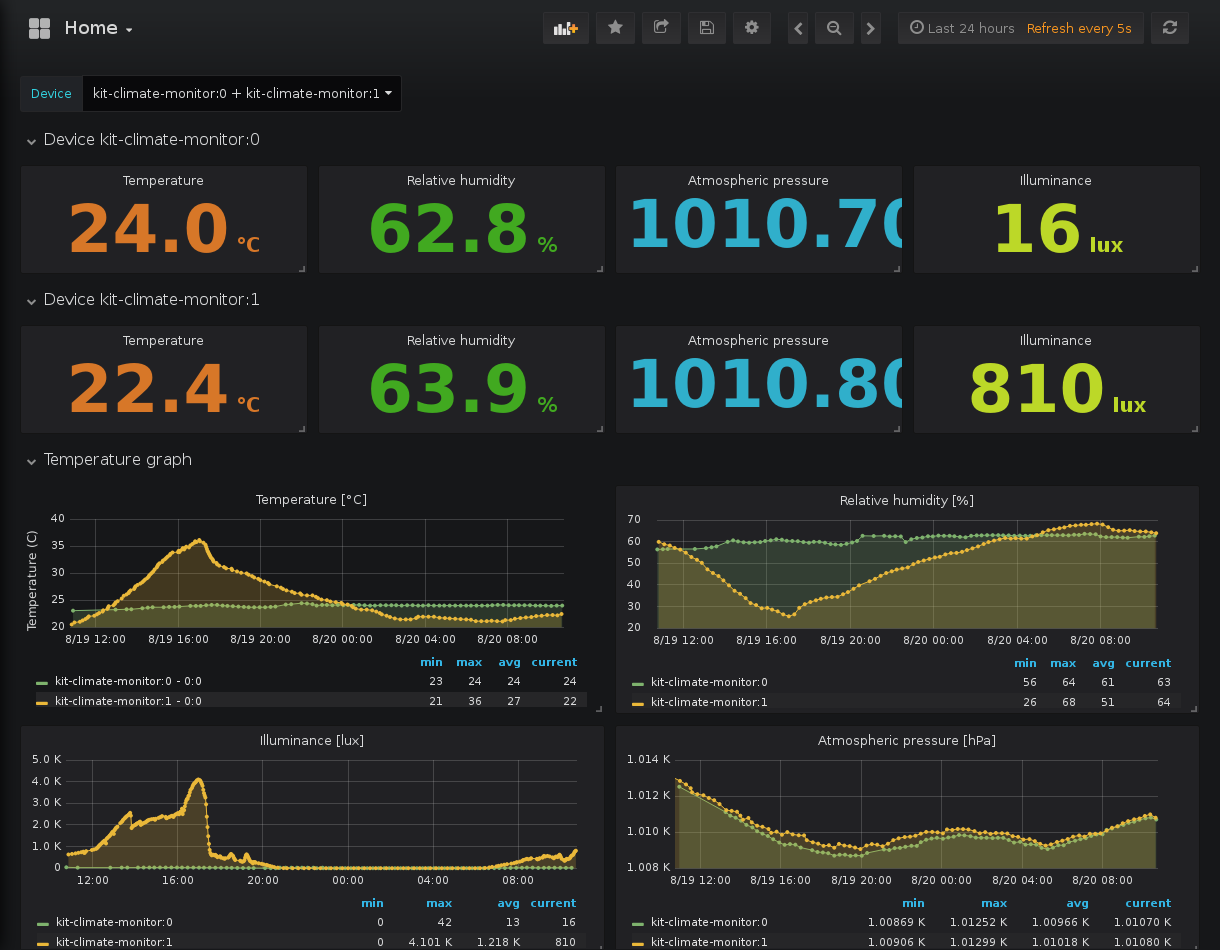 Home
Last 24 hours Refresh every 5s
Device kit-climate-monitor:0 + kit-climate-monitor:1
Device kit-climate-monitor:0
Temperature Relative humidity Atmospheric pressure Illuminance
24.0 °C 62.8 % 1010.70 16 lux
Device kit-climate-monitor:1
Temperature Relative humidity Atmospheric pressure Illuminance
22.4 °C 63.9 % 1010.80 810 lux
Temperature graph
Temperature [°C]
Temperature (C)
40
35
30
25
20
8/19 12:00 8/19 16:00 8/19 20:00 8/20 00:00 8/20 04:00 8/20 08:00
min max avg current
kit-climate-monitor:0 - 0:0 23 24 24 24
kit-climate-monitor:1 - 0:0 21 36 27 22
Relative humidity [%]
70
60
50
40
30
20
8/19 12:00 8/19 16:00 8/19 20:00 8/20 00:00 8/20 04:00 8/20 08:00
min max avg current
kit-climate-monitor:0 56 64 61 63
kit-climate-monitor:1 26 68 51 64
Illuminance [lux]
5.0 K
4.0 K
3.0 K
2.0 K
1.0 K
0
12:00 16:00 20:00 00:00 04:00 08:00
min max avg current
kit-climate-monitor:0 0 42 13 16
kit-climate-monitor:1 0 4.101 K 1.218 K 810
Atmospheric pressure [hPa]
1.014 K
1.012 K
1.010 K
1.008 K
8/19 12:00 8/19 16:00 8/19 20:00 8/20 00:00 8/20 04:00 8/20 08:00
min max avg current
kit-climate-monitor:0 1.00869 K 1.01252 K 1.00966 K 1.01070 K
kit-climate-monitor:1 1.00906 K 1.01299 K 1.01018 K 1.01080 K